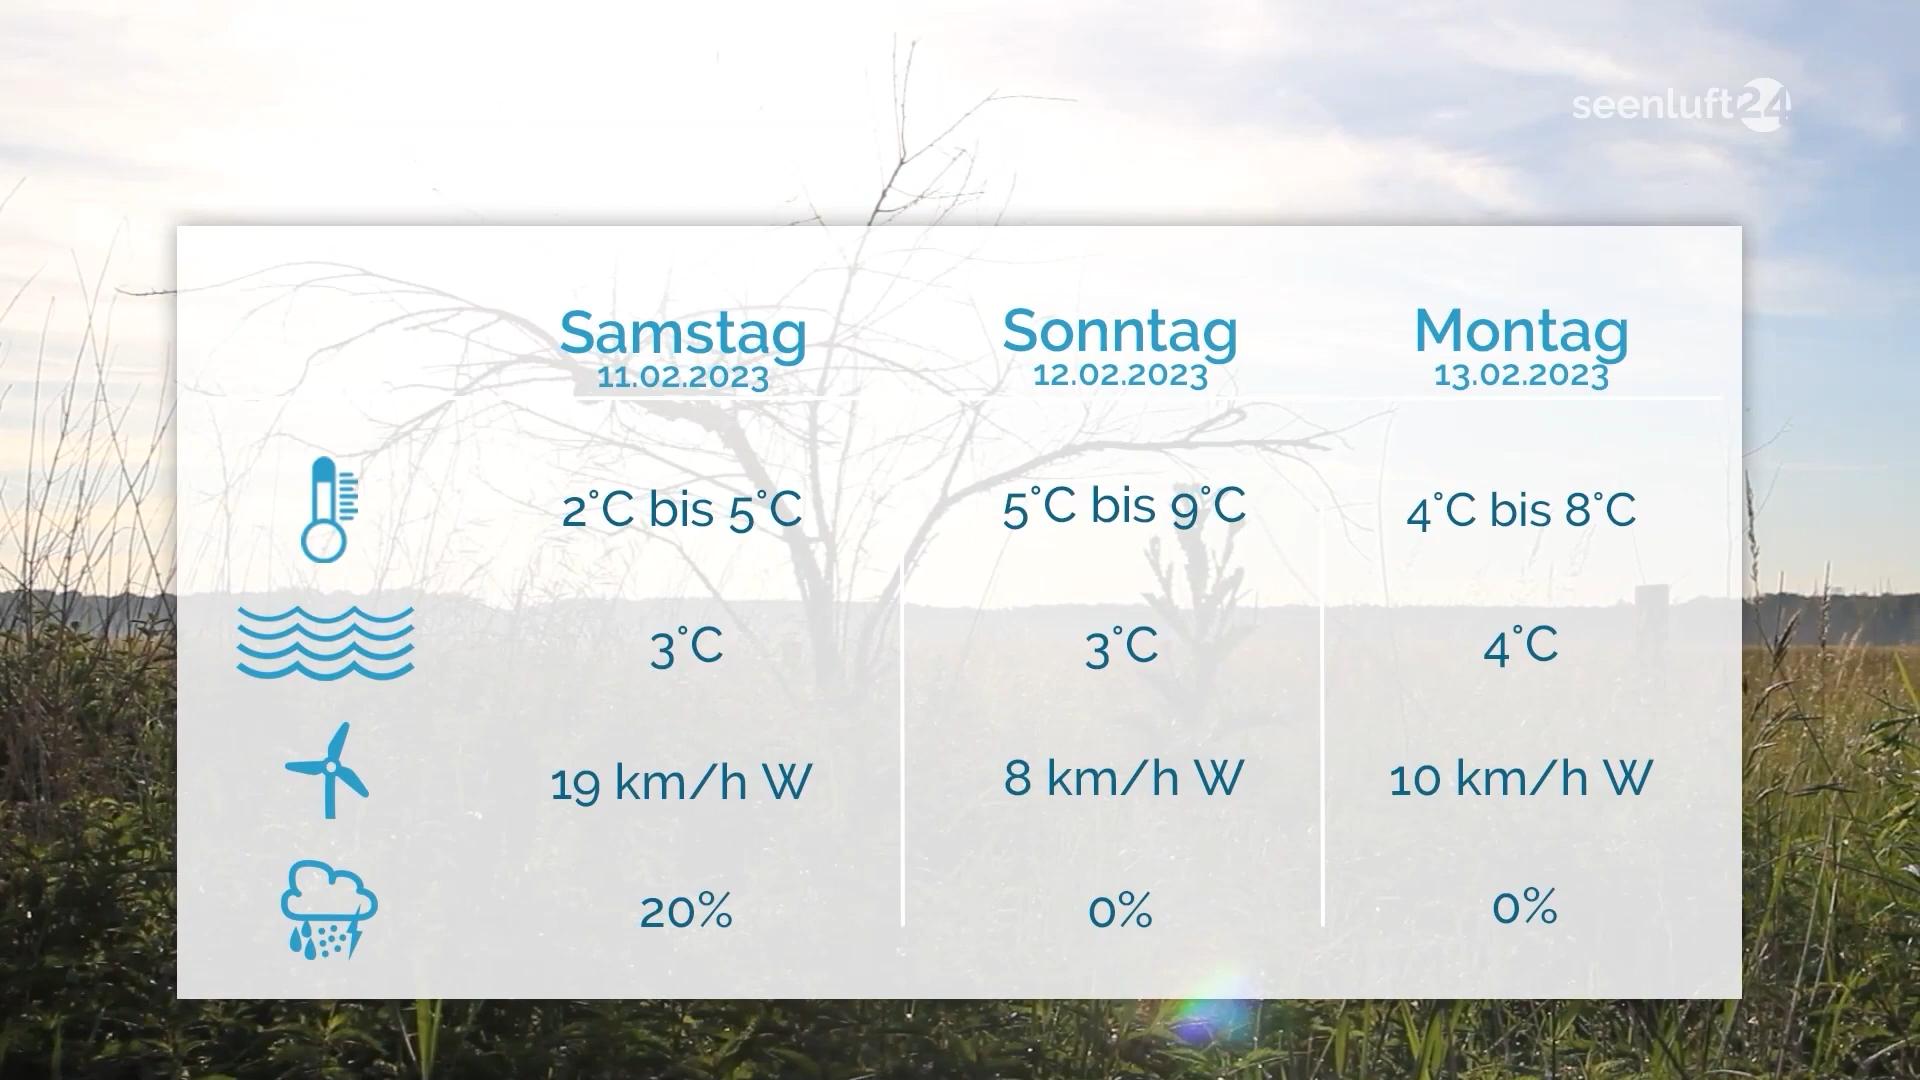 seenluft24
Samstag Sonntag Montag
11.02.2023 12.02.2023 13.02.2023
2°C bis 5°C 5°C bis 9°C 4°C bis 8°C
3°C 3°C 4°C
19 km/h W 8 km/h W 10 km/h W
20% 0% 0%